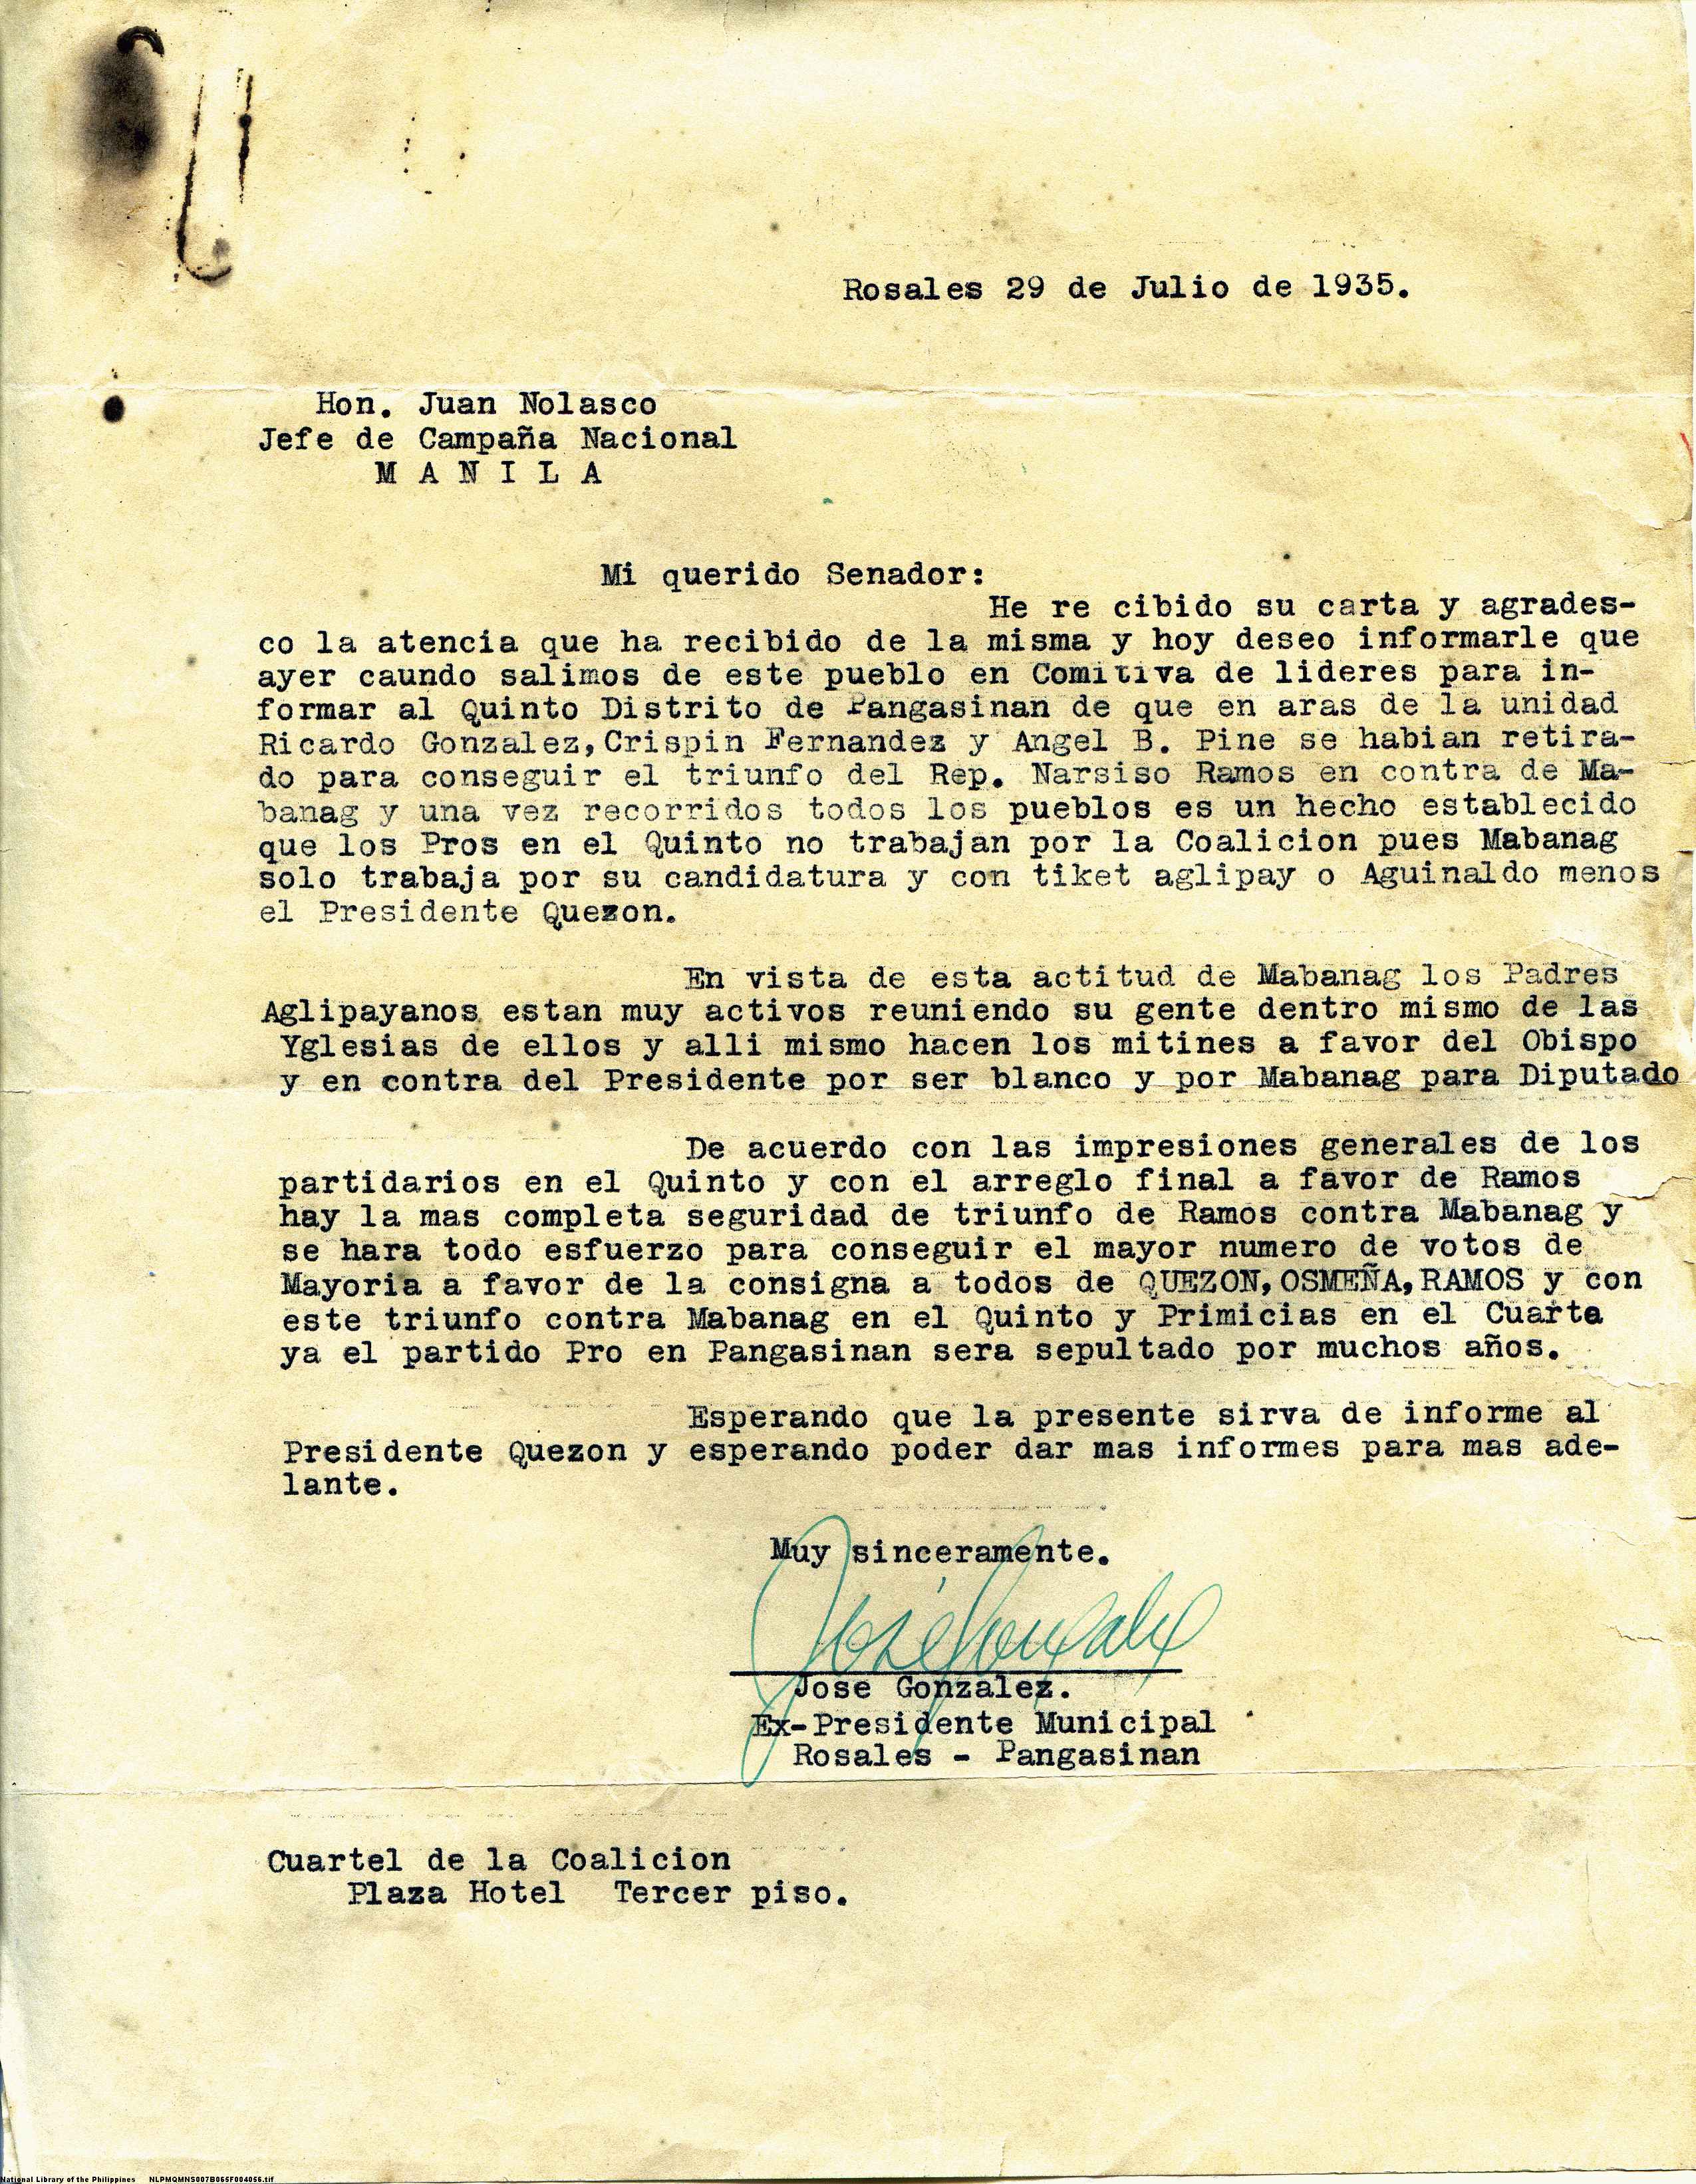 Rosales 29 de Julio de 1935.
Hon. Juan Nolasco
Jefe de Campaña Nacional
M A N I L A
Mi querido Senador:
He re cibido su carta y agrades-
co la atencia que ha recibido de la misma y hoy deseo informarle que
ayer caundo salimos de este pueblo en Comitiva de lideres para in-
formar al Quinto Distrito de Pangasinan de que en aras de la unidad
Ricardo Gonzalez,Crispin Fernandez y Angel B. Pine se habian retira-
do para conseguir el triunfo del Rep. Narsiso Ramos en contra de Ma-
banag y una vez recorridos todos los pueblos es un hecho establecido
que los Pros en el Quinto no trabajan por la Coalicion pues Mabanag
solo trabaja por su candidatura y con tiket aglipay o Aguinaldo menos
el Presidente Quezon.
En vista de esta actitud de Mabanag los Padres
Aglipayanos estan muy activos reuniendo su gente dentro mismo de las
Yglesias de ellos y alli mismo hacen los mitines a favor del Obispo
y en contra del Presidente por ser blanco y por Mabanag para Diputado
De acuerdo con las impresiones generales de los
partidarios en el Quinto y con el arreglo final a favor de Ramos
hay la mas completa seguridad de triunfo de Ramos contra Mabanag y
se hara todo esfuerzo para conseguir el mayor numero de votos de
Mayoria a favor de la consigna a todos de QUEZON,OSMEÑA,RAMOS y con
este triunfo contra Mabanag en el Quinto y Primicias en el Cuarto
ya el partido Pro en Pangasinan sera sepultado por muchos años.
Esperando que la presente sirva de informe al
Presidente Quezon y esperando poder dar mas informes para mas ade-
lante.
Muy sinceramente.
Jose Gonzalez
Jose Gonzalez.
Ex-Presidente Municipal
Rosales - Pangasinan
Cuartel de la Coalicion
Plaza Hotel Tercer piso.
National Library of the Philippines NLPMQMNS007B065F004056.tif